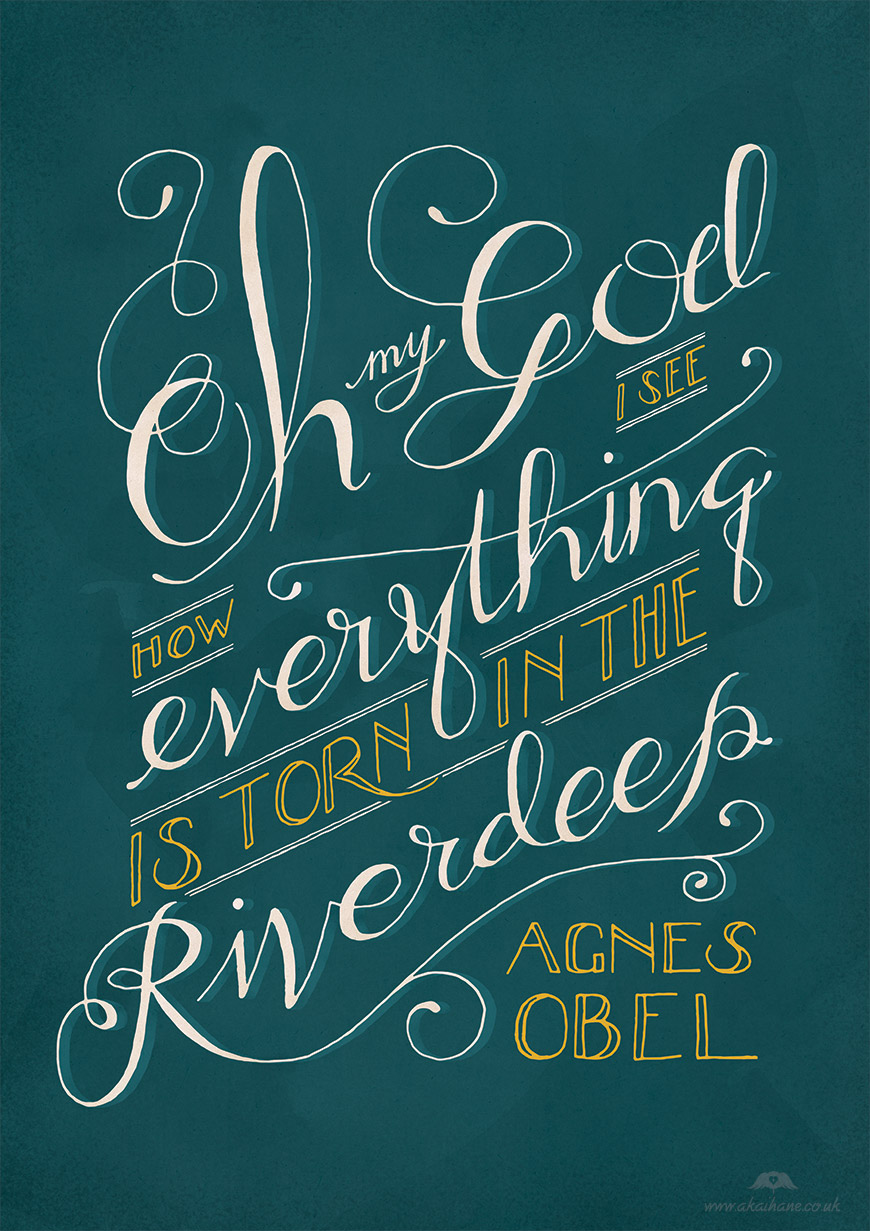 Oh my God
I SEE
HOW everything
IS TORN IN THE
Riverdeep
AGNES
OBEL
www.akaihane.co.uk